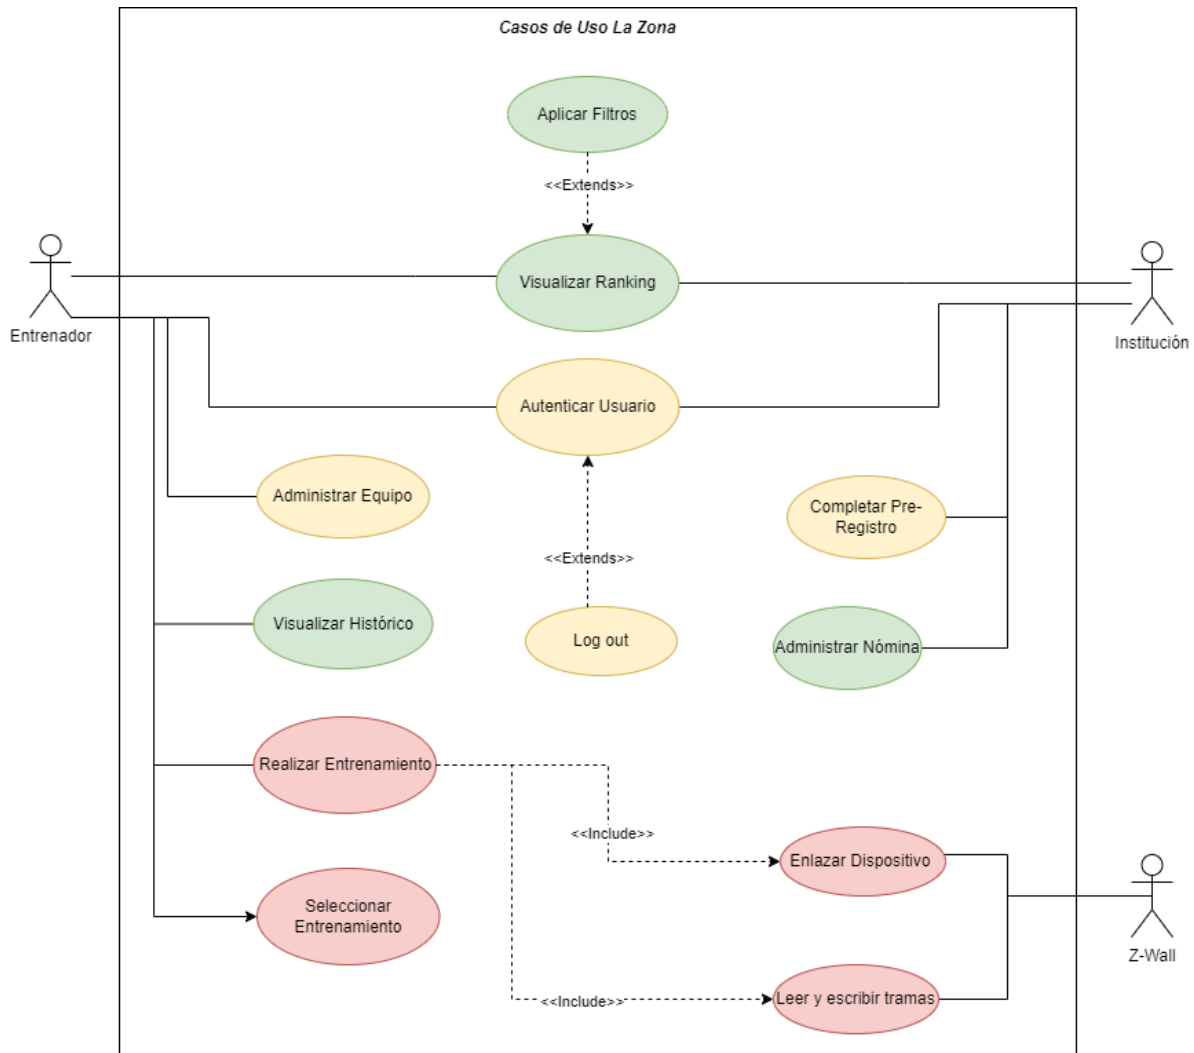 Casos de Uso La Zona
Aplicar Filtros
<<Extends>>
Visualizar Ranking
Entrenador
Institución
Autenticar Usuario
Administrar Equipo
Completar Pre-
Registro
<<Extends>>
Visualizar Histórico
Log out
Administrar Nómina
Realizar Entrenamiento
<<Include>>
Enlazar Dispositivo
Seleccionar
Entrenamiento
Z-Wall
<<Include>>
Leer y escribir tramas